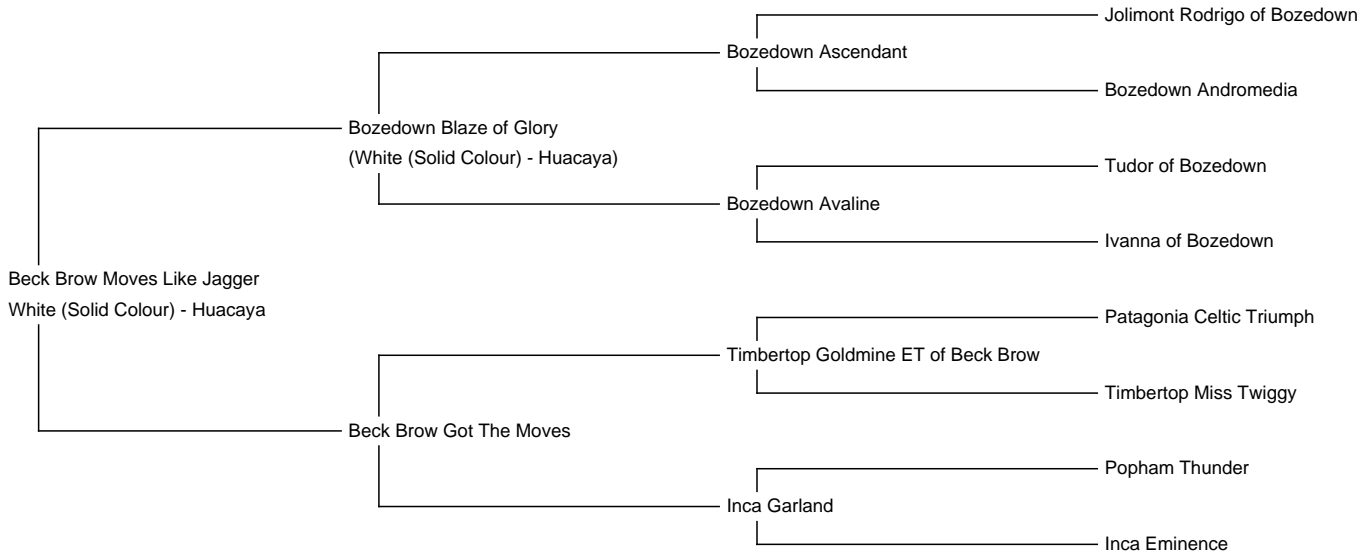 Jolimont Rodrigo of Bozedown
Bozedown Ascendant
Bozedown Andromedia
Bozedown Blaze of Glory
(White (Solid Colour) - Huacaya)
Tudor of Bozedown
Bozedown Avaline
Ivanna of Bozedown
Beck Brow Moves Like Jagger
White (Solid Colour) - Huacaya
Patagonia Celtic Triumph
Timbertop Goldmine ET of Beck Brow
Timbertop Miss Twiggy
Beck Brow Got The Moves
Popham Thunder
Inca Garland
Inca Eminence